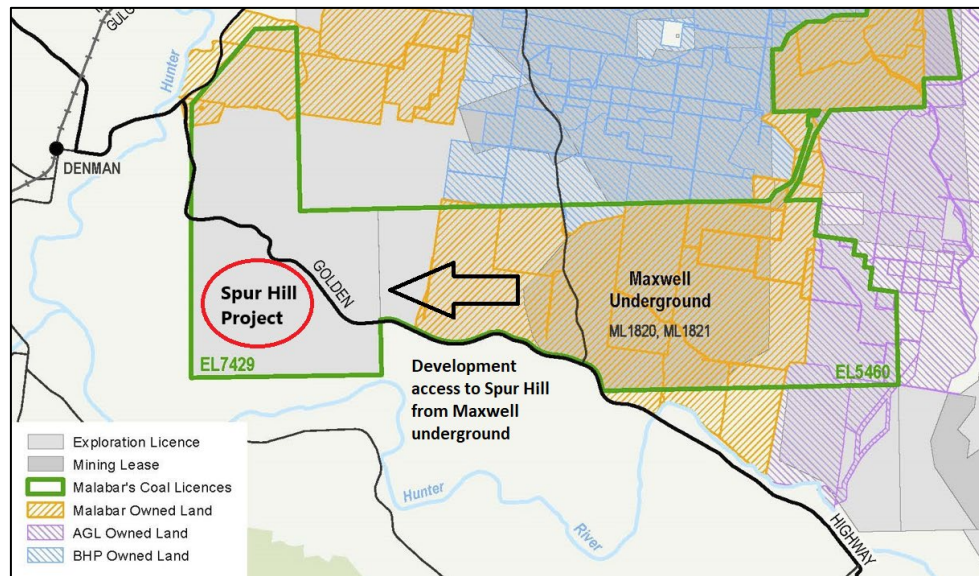 GULG
Hunter
DENMAN
GOLDEN
Spur Hill
Project
EL7429
Maxwell
Underground
ML1820, ML1821
EL5460
Development
access to Spur Hill
from Maxwell
underground
Hunter
River
HIGHWAY
Exploration Licence
Mining Lease
Malabar's Coal Licences
Malabar Owned Land
AGL Owned Land
BHP Owned Land